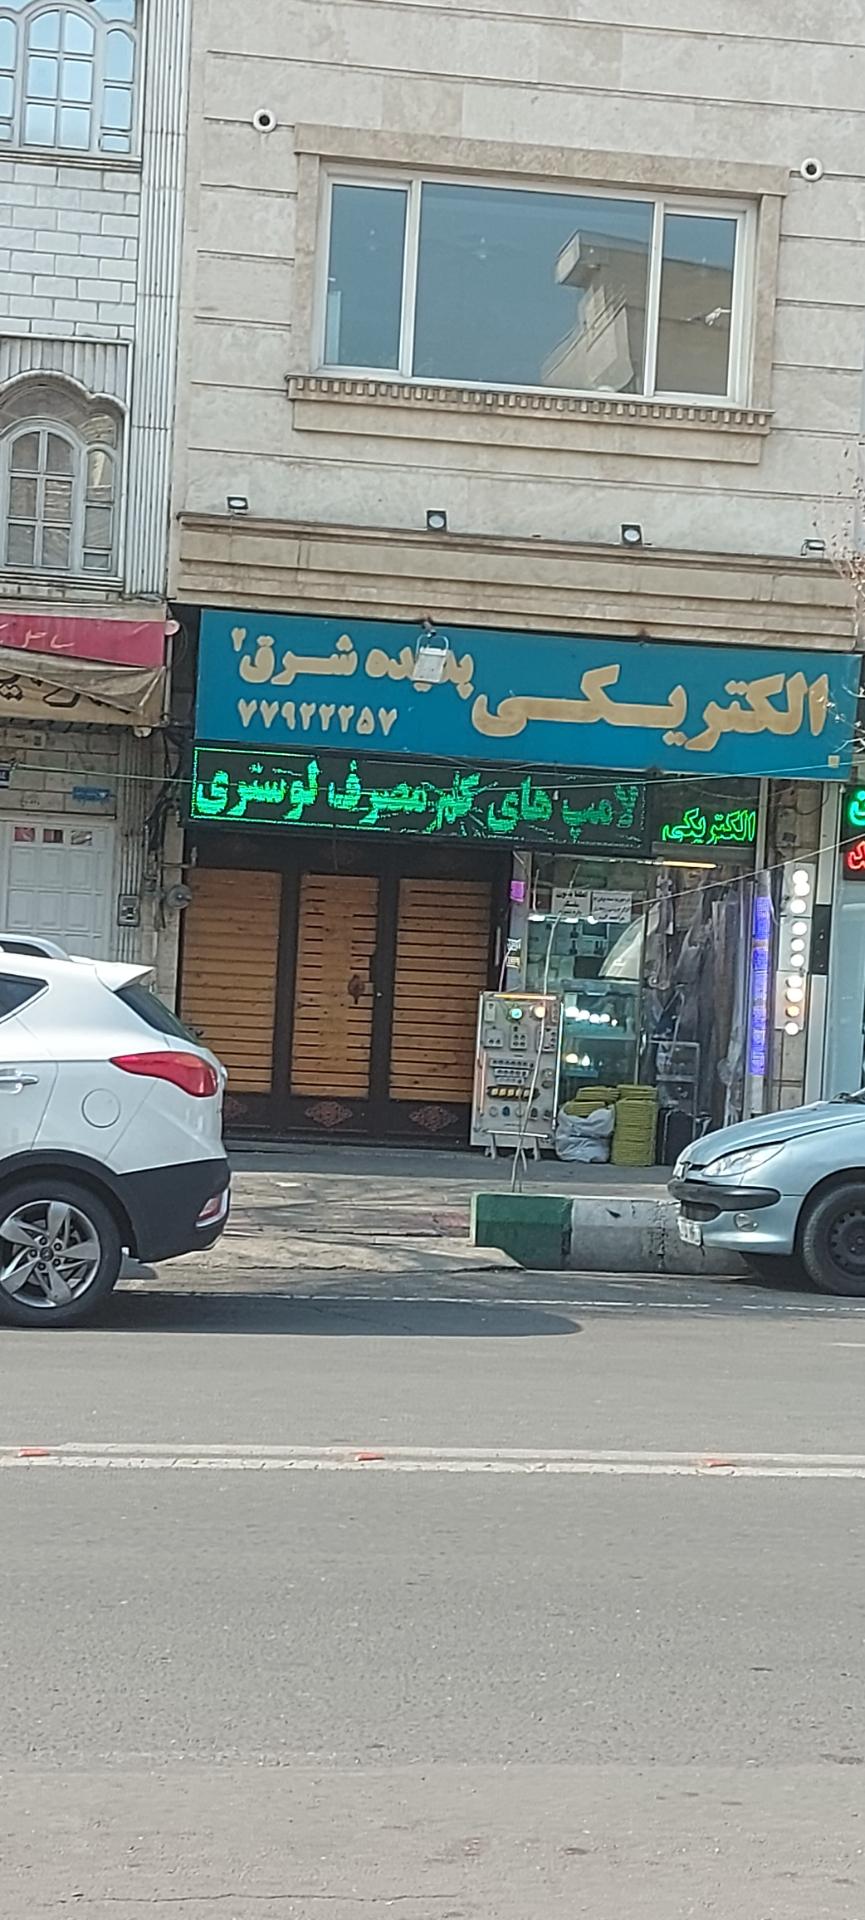 الکتریکی پدیده شرق ۲
۷۷۹۲۲۲۵۷
لامپ های کم مصرف لوستری
الکتریکی